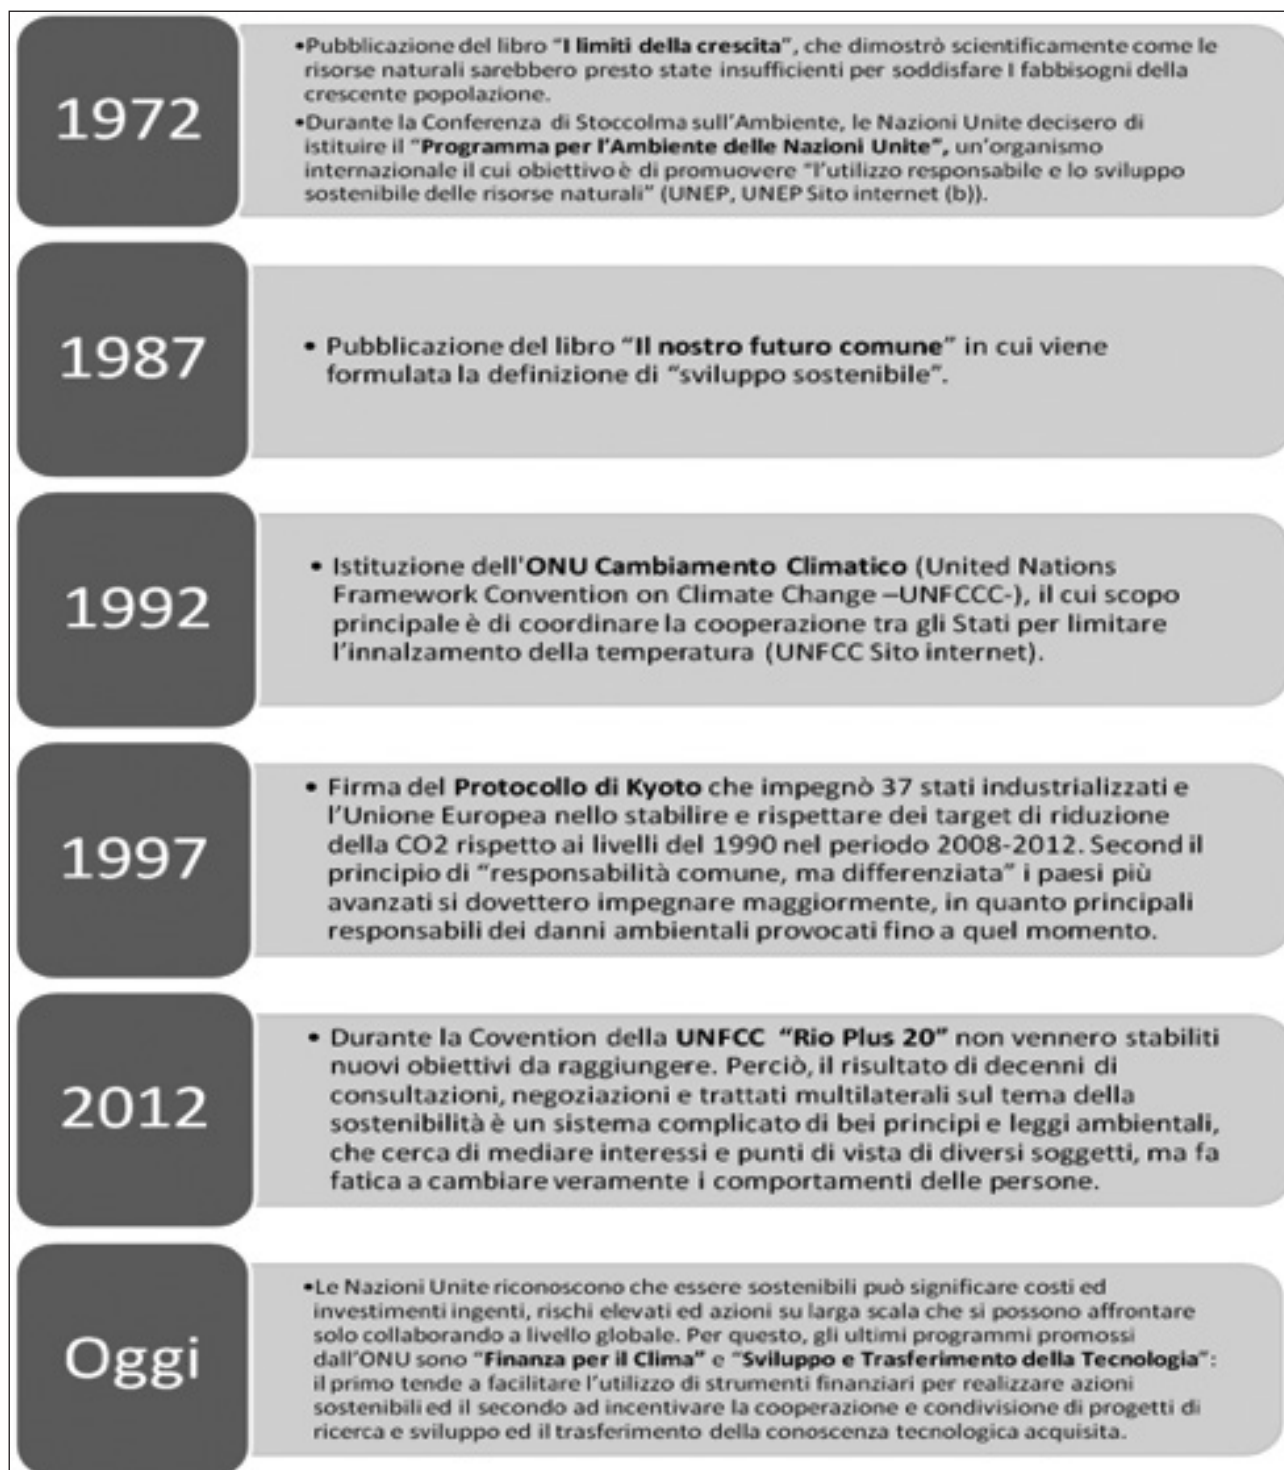 1972
•Pubblicazione del libro “I limiti della crescita”, che dimostrò scientificamente come le
risorse naturali sarebbero presto state insufficienti per soddisfare I fabbisogni della
crescente popolazione.
•Durante la Conferenza di Stoccolma sull’Ambiente, le Nazioni Unite decisero di
istituire il “Programma per l’Ambiente delle Nazioni Unite”, un’organismo
internazionale il cui obiettivo è di promuovere “l’utilizzo responsabile e lo sviluppo
sostenibile delle risorse naturali” (UNEP, UNEP Sito internet (b)).
1987
• Pubblicazione del libro “Il nostro futuro comune” in cui viene
formulata la definizione di “sviluppo sostenibile”.
1992
• Istituzione dell'ONU Cambiamento Climatico (United Nations
Framework Convention on Climate Change –UNFCCC-), il cui scopo
principale è di coordinare la cooperazione tra gli Stati per limitare
l’innalzamento della temperatura (UNFCC Sito internet).
1997
• Firma del Protocollo di Kyoto che impegnò 37 stati industrializzati e
l’Unione Europea nello stabilire e rispettare dei target di riduzione
della CO2 rispetto ai livelli del 1990 nel periodo 2008-2012. Second il
principio di “responsabilità comune, ma differenziata” i paesi più
avanzati si dovettero impegnare maggiormente, in quanto principali
responsabili dei danni ambientali provocati fino a quel momento.
2012
• Durante la Covention della UNFCC “Rio Plus 20” non vennero stabiliti
nuovi obiettivi da raggiungere. Perciò, il risultato di decenni di
consultazioni, negoziazioni e trattati multilaterali sul tema della
sostenibilità è un sistema complicato di bei principi e leggi ambientali,
che cerca di mediare interessi e punti di vista di diversi soggetti, ma fa
fatica a cambiare veramente i comportamenti delle persone.
Oggi
•Le Nazioni Unite riconoscono che essere sostenibili può significare costi ed
investimenti ingenti, rischi elevati ed azioni su larga scala che si possono affrontare
solo collaborando a livello globale. Per questo, gli ultimi programmi promossi
dall’ONU sono “Finanza per il Clima” e “Sviluppo e Trasferimento della Tecnologia”:
il primo tende a facilitare l’utilizzo di strumenti finanziari per realizzare azioni
sostenibili ed il secondo ad incentivare la cooperazione e condivisione di progetti di
ricerca e sviluppo ed il trasferimento della conoscenza tecnologica acquisita.